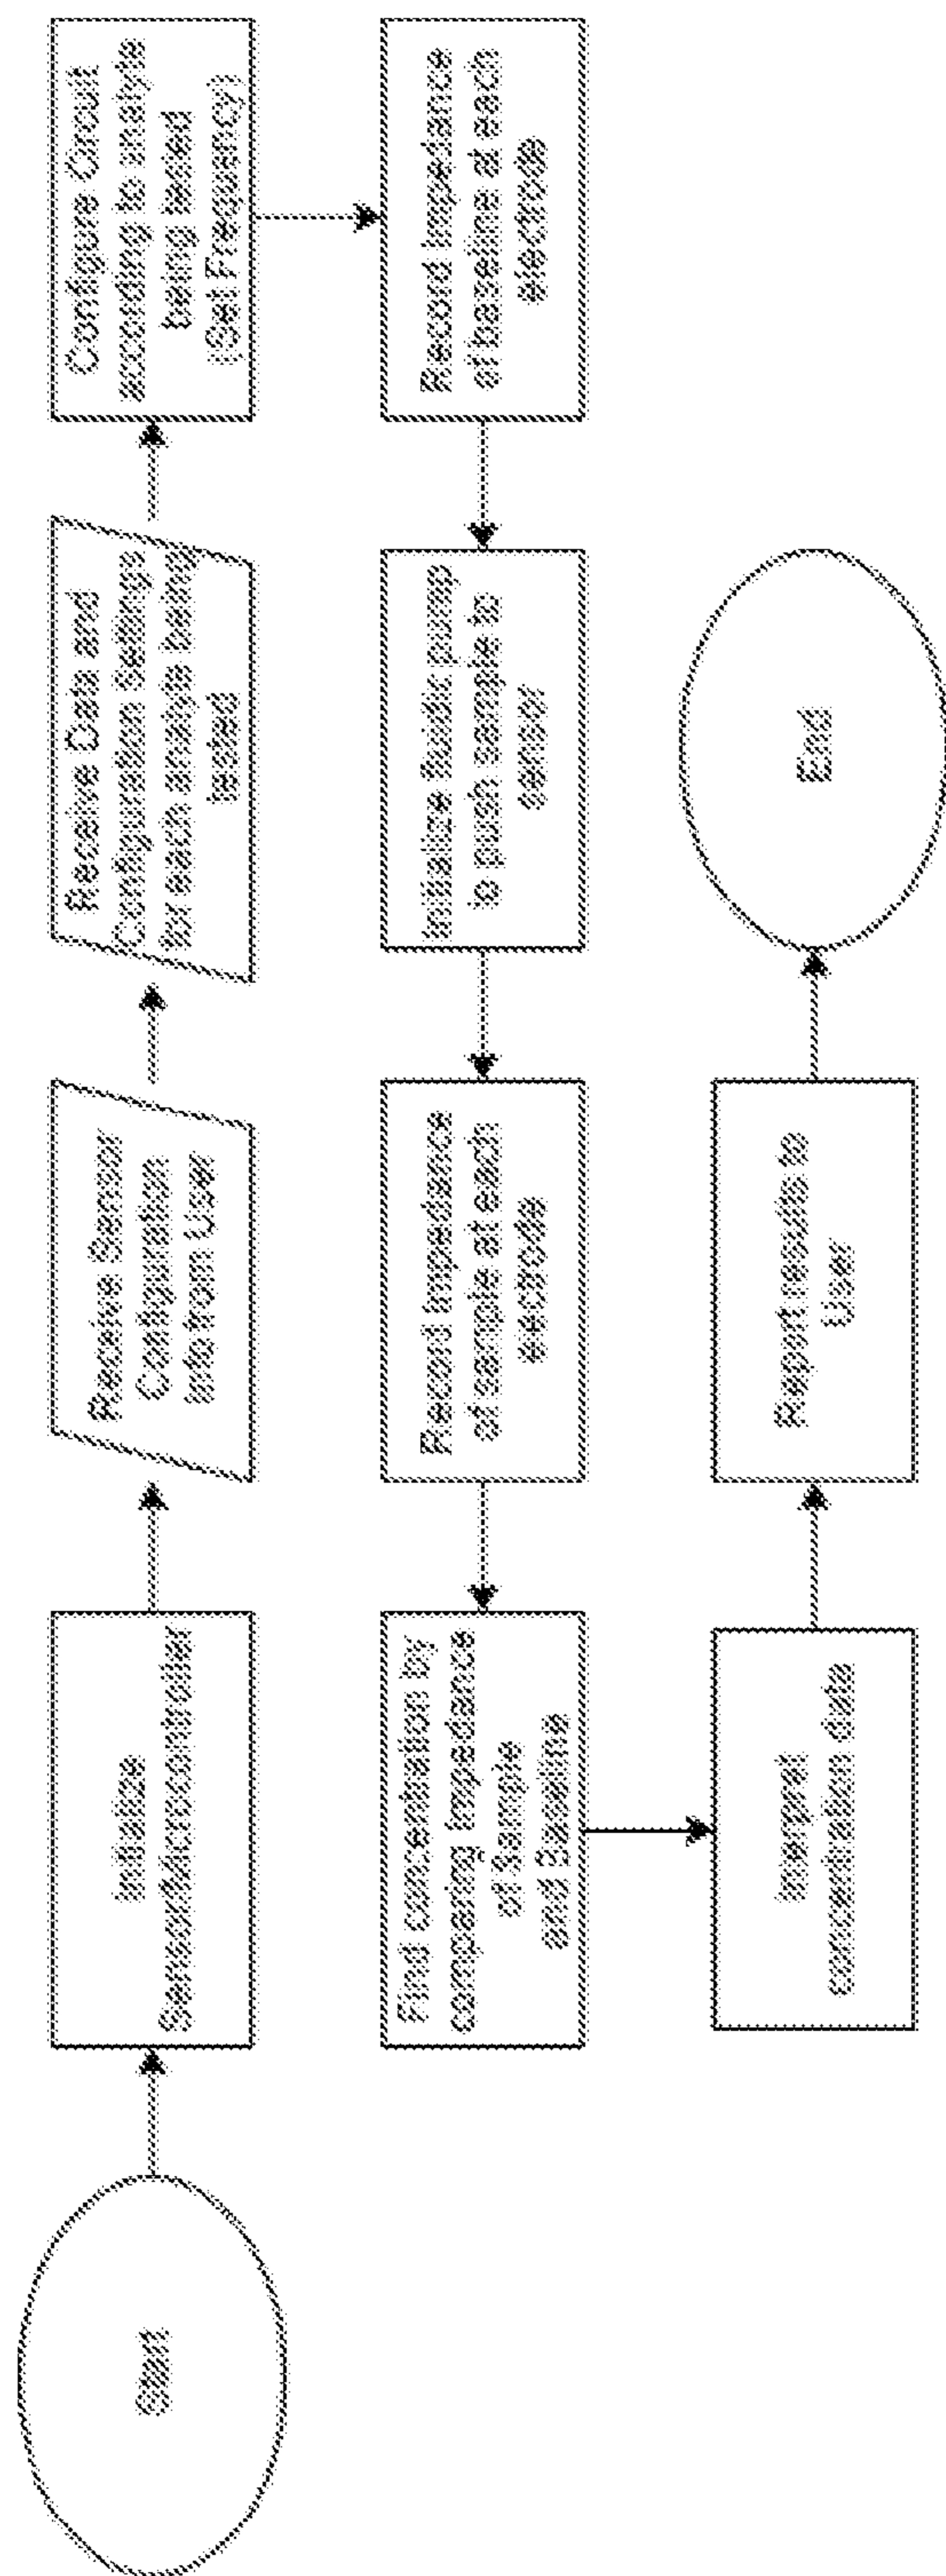 Start
Initialize
Sensor/Microcontroller
Receive Sensor
Configuration
Info from User
Receive Data and
Configuration Settings
for each analyte being
tested
Configure Circuit
according to analyte
being tested
(Set Frequency)
Record Impedance
of baseline at each
electrode
Initialize fluidic pump
to push sample to
sensor
Record Impedance
of sample at each
electrode
Find concentration by
comparing Impedance
of Sample
and Baseline
Interpret
concentration data
Report results to
User
End